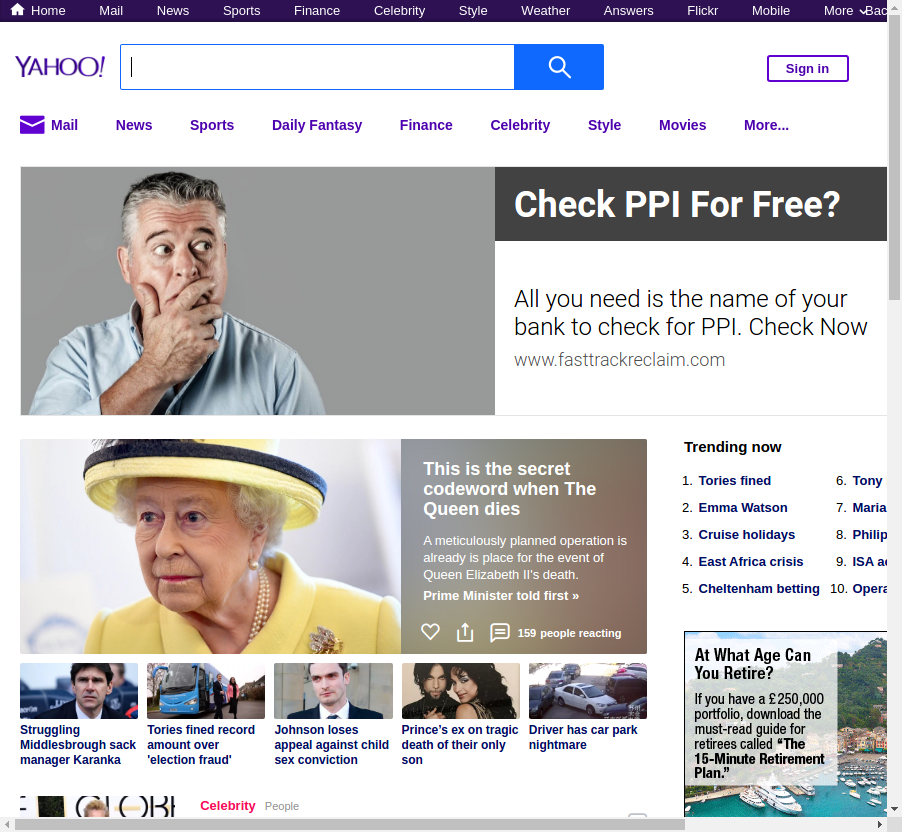 Home Mail News Sports Finance Celebrity Style Weather Answers Flickr Mobile More Bac
YAHOO!
Sign in
Mail News Sports Daily Fantasy Finance Celebrity Style Movies More...
Check PPI For Free?
All you need is the name of your
bank to check for PPI. Check Now
www.fasttrackreclaim.com
This is the secret
codeword when The
Queen dies
A meticulously planned operation is
already is place for the event of
Queen Elizabeth II's death.
Prime Minister told first »
159 people reacting
Struggling
Middlesbrough sack
manager Karanka
Tories fined record
amount over
'election fraud'
Johnson loses
appeal against child
sex conviction
Prince's ex on tragic
death of their only
son
Driver has car park
nightmare
Celebrity People
Trending now
1. Tories fined
2. Emma Watson
3. Cruise holidays
4. East Africa crisis
5. Cheltenham betting
6. Tony
7. Maria
8. Philip
9. ISA
10. Opera
At What Age Can
You Retire?
If you have a £250,000
portfolio, download the
must-read guide for
retirees called “The
15-Minute Retirement
Plan.”